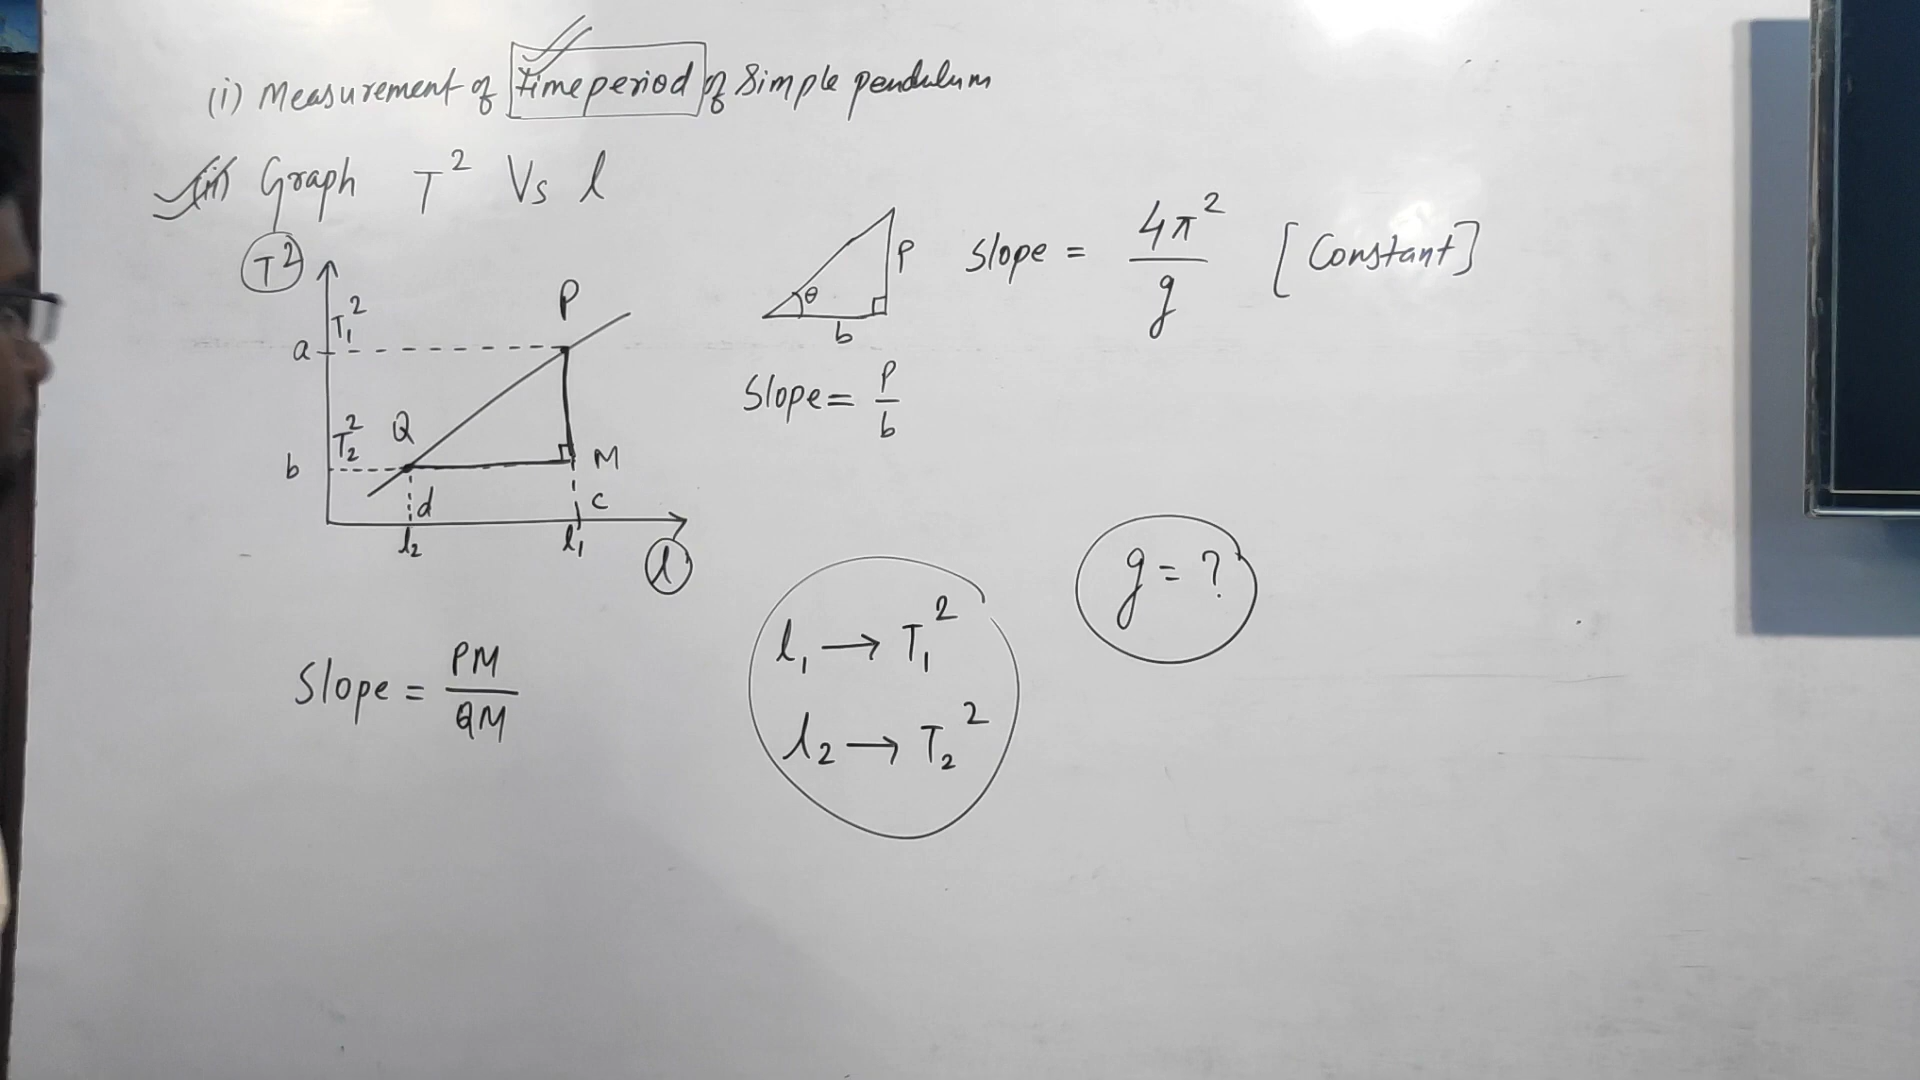 (i) Measurement of Time period of Simple pendulum
(ii) Graph T² Vs l
T²
T₁²
P
a
T₂²
Q
b
M
d
c
l₂
l₁
l
θ
P
b
Slope = P/b
Slope = 4π²/g [Constant]
Slope = PM/QM
l₁ → T₁²
l₂ → T₂²
g = ?